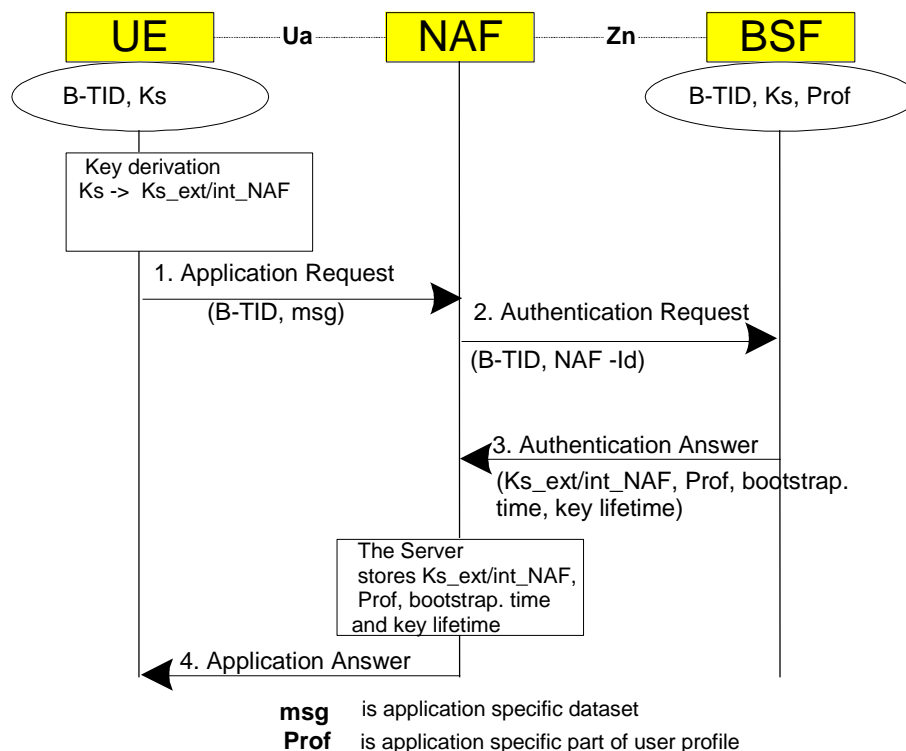 UE
Ua
NAF
Zn
BSF
B-TID, Ks
B-TID, Ks, Prof
Key derivation
Ks -> Ks_ext/int_NAF
1. Application Request
(B-TID, msg)
2. Authentication Request
(B-TID, NAF -Id)
3. Authentication Answer
(Ks_ext/int_NAF, Prof, bootstrap.
time, key lifetime)
The Server
stores Ks_ext/int_NAF,
Prof, bootstrap. time
and key lifetime
4. Application Answer
msg is application specific dataset
Prof is application specific part of user profile